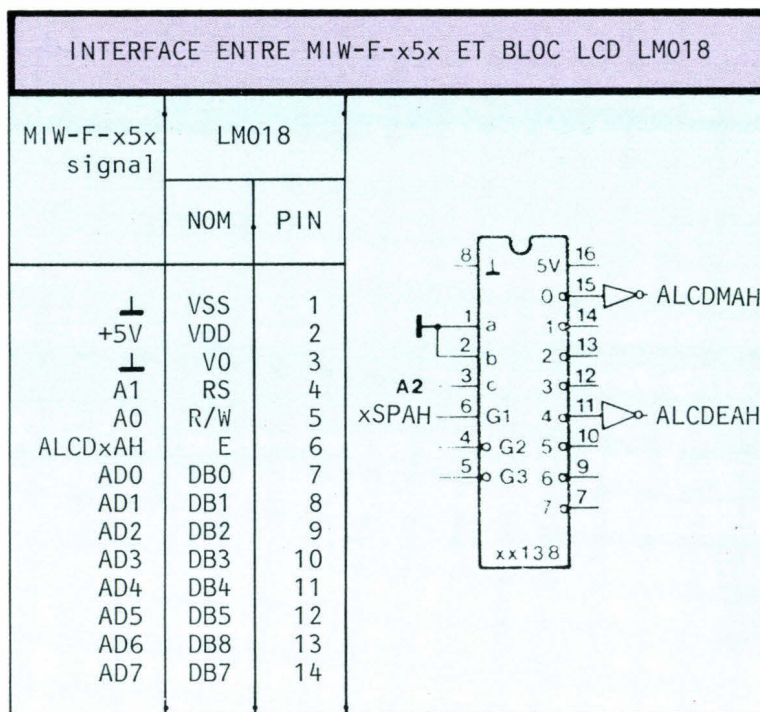 INTERFACE ENTRE MIW-F-x5x ET BLOC LCD LM018
MIW-F-x5x LM018
signal
NOM PIN
⊥ VSS 1
+5V VDD 2
⊥ VO 3
A1 RS 4
A0 R/W 5
ALCDxAH E 6
AD0 DB0 7
AD1 DB1 8
AD2 DB2 9
AD3 DB3 10
AD4 DB4 11
AD5 DB5 12
AD6 DB8 13
AD7 DB7 14
8 ⊥ 5V 16
0 15 ALCDMAH
1 a 1 14
2 b 2 13
A2 3 c 3 12
xSPAH 6 G1 4 11 ALCDEAH
4 G2 5 10
5 G3 6 9
7 7
xx138